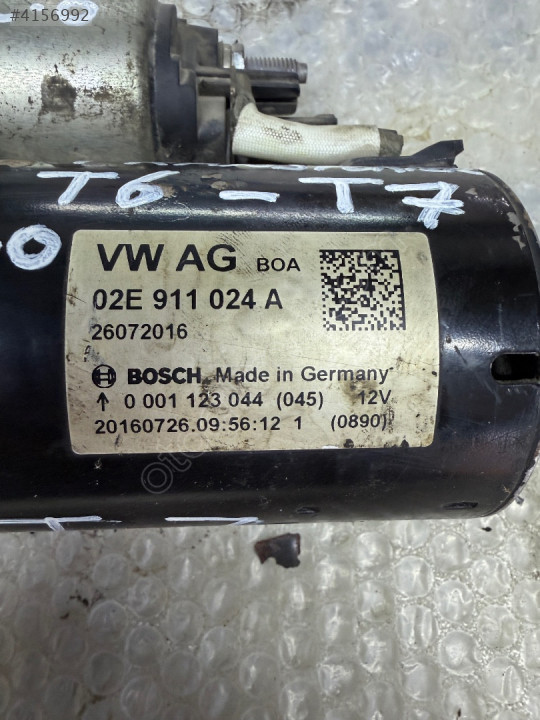 #4156992
T6 - T7
VW AG BOA
02E 911 024 A
26072016
BOSCH Made in Germany
↑ 0 001 123 044 (045) 12V
20160726.09:56:12 1 (0890)